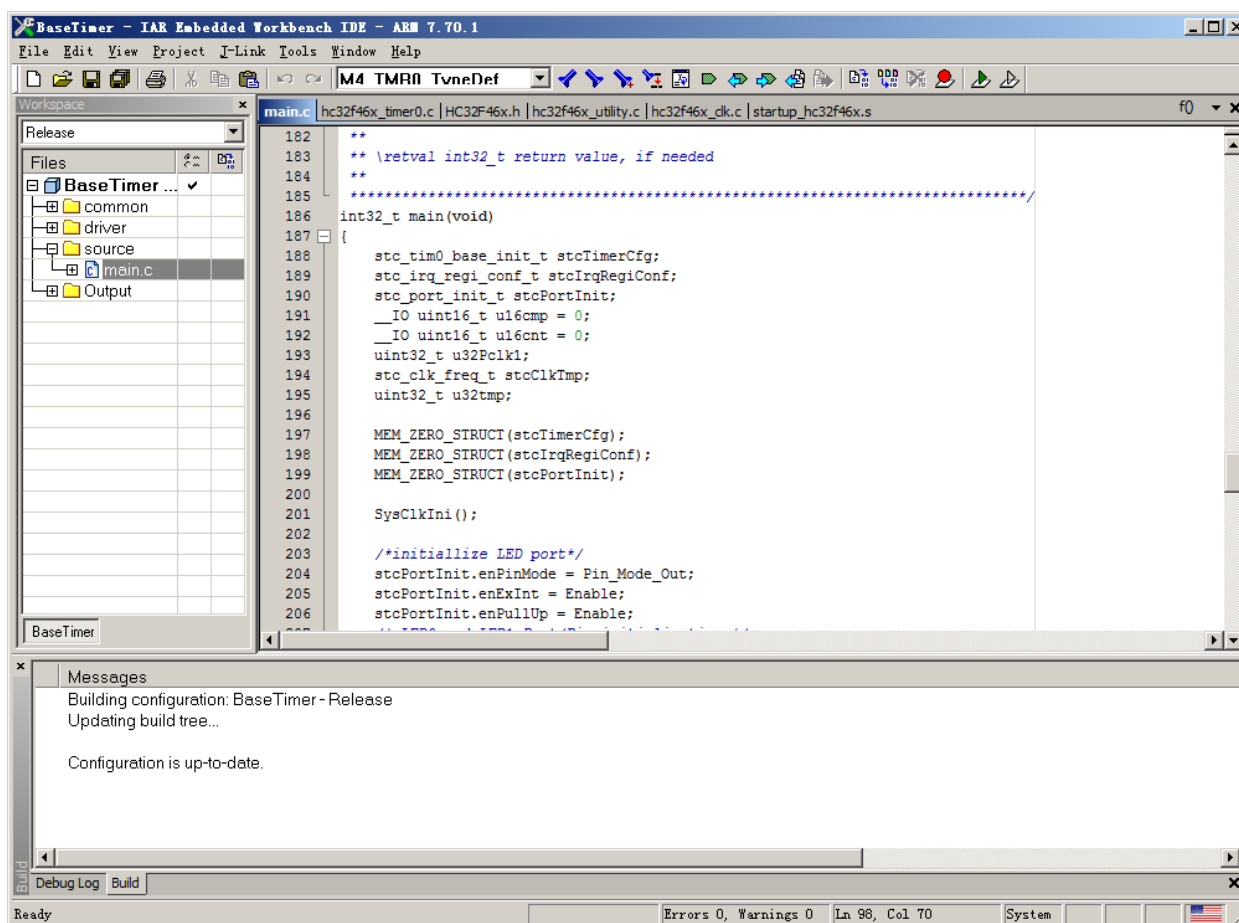 BaseTimer - IAR Embedded Workbench IDE - ARM 7.70.1
File Edit View Project J-Link Tools Window Help
M4_TMR0_TypeDef
Workspace
Release
Files
BaseTimer ...
common
driver
source
main.c
Output
BaseTimer
main.c | hc32f46x_timer0.c | HC32F46x.h | hc32f46x_utility.c | hc32f46x_clk.c | startup_hc32f46x.s
f0
182 **
183 ** \retval int32_t return value, if needed
184 **
185 ******************************************************************************/
186 int32_t main(void)
187 {
188 stc_tim0_base_init_t stcTimerCfg;
189 stc_irq_regi_conf_t stcIrqRegiConf;
190 stc_port_init_t stcPortInit;
191 __IO uint16_t u16cmp = 0;
192 __IO uint16_t u16cnt = 0;
193 uint32_t u32Pclk1;
194 stc_clk_freq_t stcClkTmp;
195 uint32_t u32tmp;
196
197 MEM_ZERO_STRUCT(stcTimerCfg);
198 MEM_ZERO_STRUCT(stcIrqRegiConf);
199 MEM_ZERO_STRUCT(stcPortInit);
200
201 SysClkIni();
202
203 /*initiallize LED port*/
204 stcPortInit.enPinMode = Pin_Mode_Out;
205 stcPortInit.enExInt = Enable;
206 stcPortInit.enPullUp = Enable;
Messages
Building configuration: BaseTimer - Release
Updating build tree...
Configuration is up-to-date.
Build
Debug Log Build
Ready
Errors 0, Warnings 0
Ln 98, Col 70
System